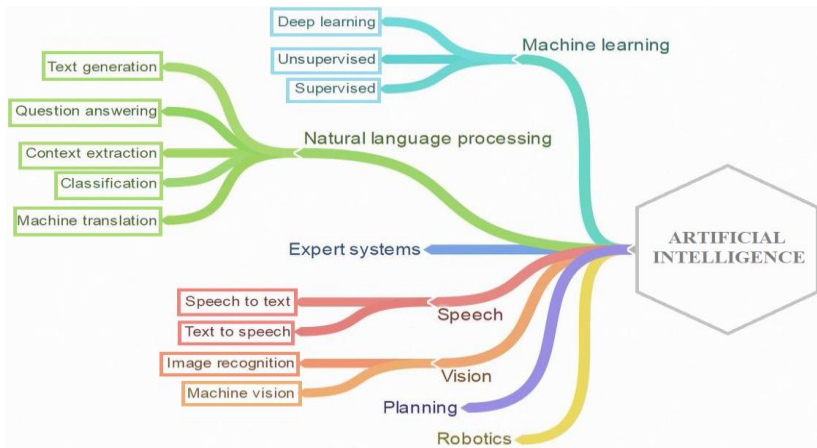 Deep learning
Unsupervised
Supervised
Machine learning
Text generation
Question answering
Context extraction
Classification
Machine translation
Natural language processing
Expert systems
Speech to text
Text to speech
Speech
Image recognition
Machine vision
Vision
Planning
Robotics
ARTIFICIAL
INTELLIGENCE